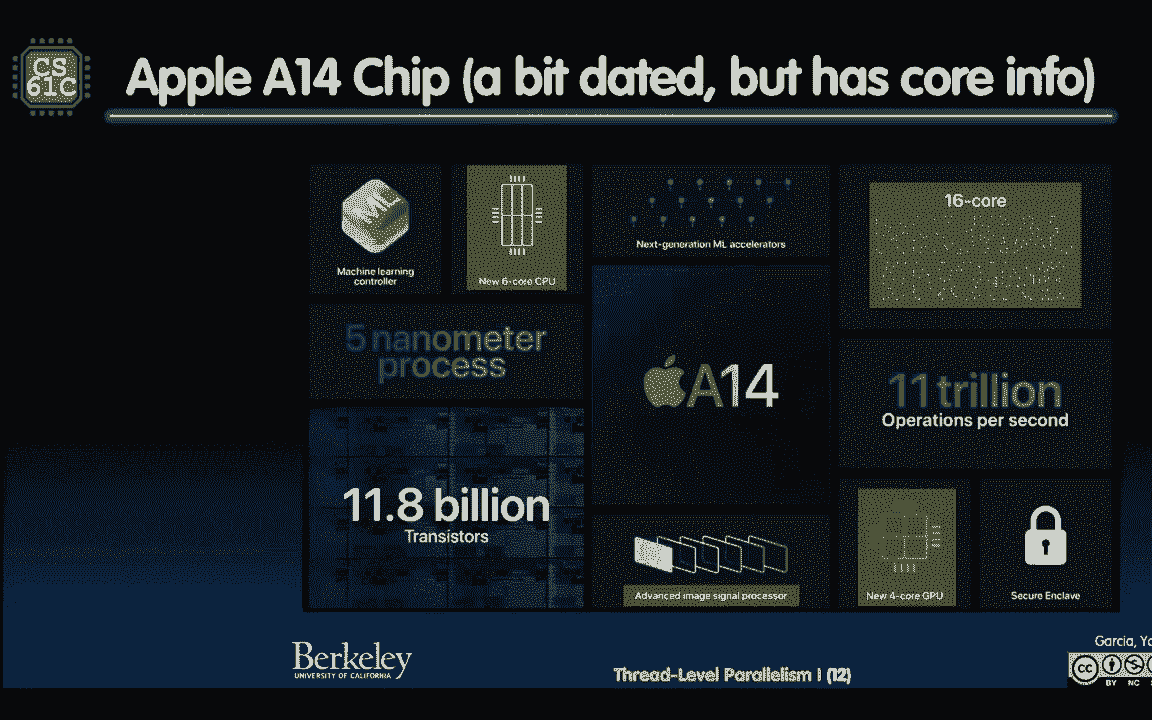 CS
61C
Apple A14 Chip (a bit dated, but has core info)
ML
Machine learning
controller
New 6-core CPU
Next-generation ML accelerators
16-core
5 nanometer
process
A14
11 trillion
Operations per second
11.8 billion
Transistors
Advanced image signal processor
New 4-core GPU
Secure Enclave
Berkeley
UNIVERSITY OF CALIFORNIA
Thread-Level Parallelism I (12)
Garcia,
cc
BY NC